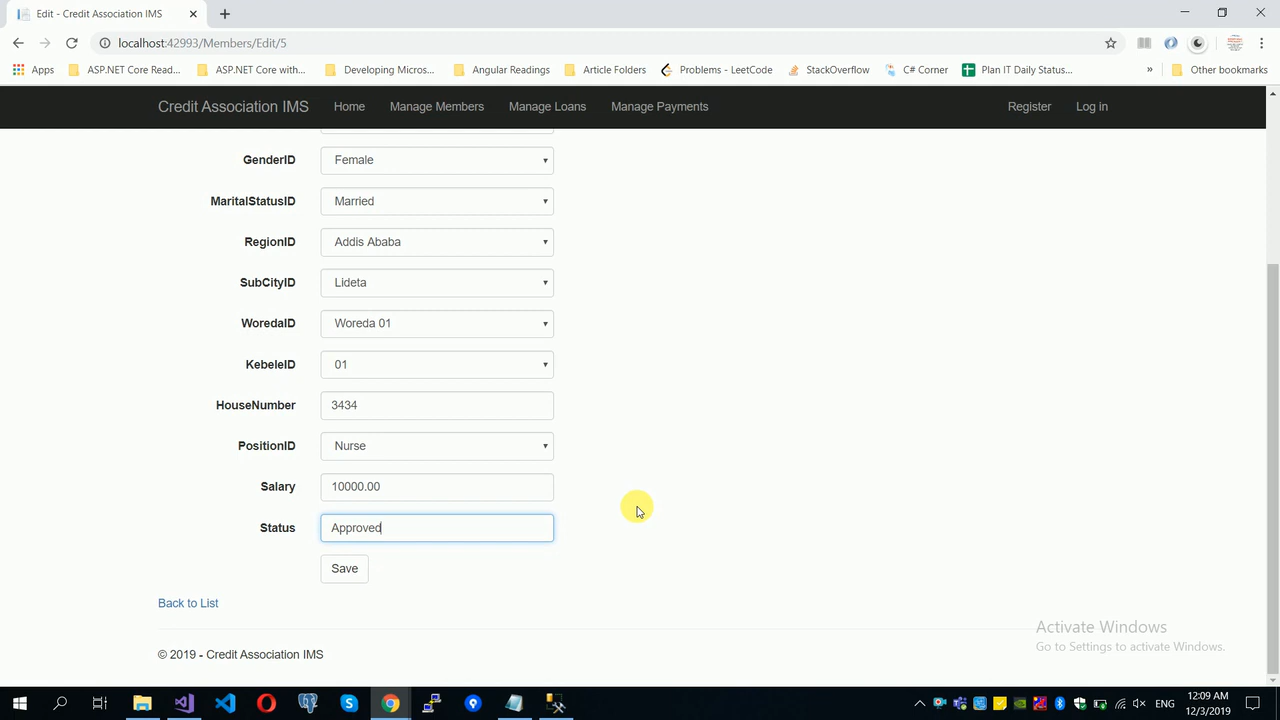 Edit - Credit Association IMS
localhost:42993/Members/Edit/5
Apps ASP.NET Core Read... ASP.NET Cort with... Developing Micros... Angular Readings Article Folders Problems - LeetCode StackOverflow C# Corner Plan IT Daily Status... » Other bookmarks
Credit Association IMS Home Manage Members Manage Loans Manage Payments Register Log in
GenderID Female
MaritalStatusID Married
RegionID Addis Ababa
SubCityID Lideta
WoredaID Woreda 01
KebeleID 01
HouseNumber 3434
PositionID Nurse
Salary 10000.00
Status Approved
Save
Back to List
© 2019 - Credit Association IMS
Activate Windows
Go to Settings to activate Windows.
ENG
12:09 AM
12/3/2019